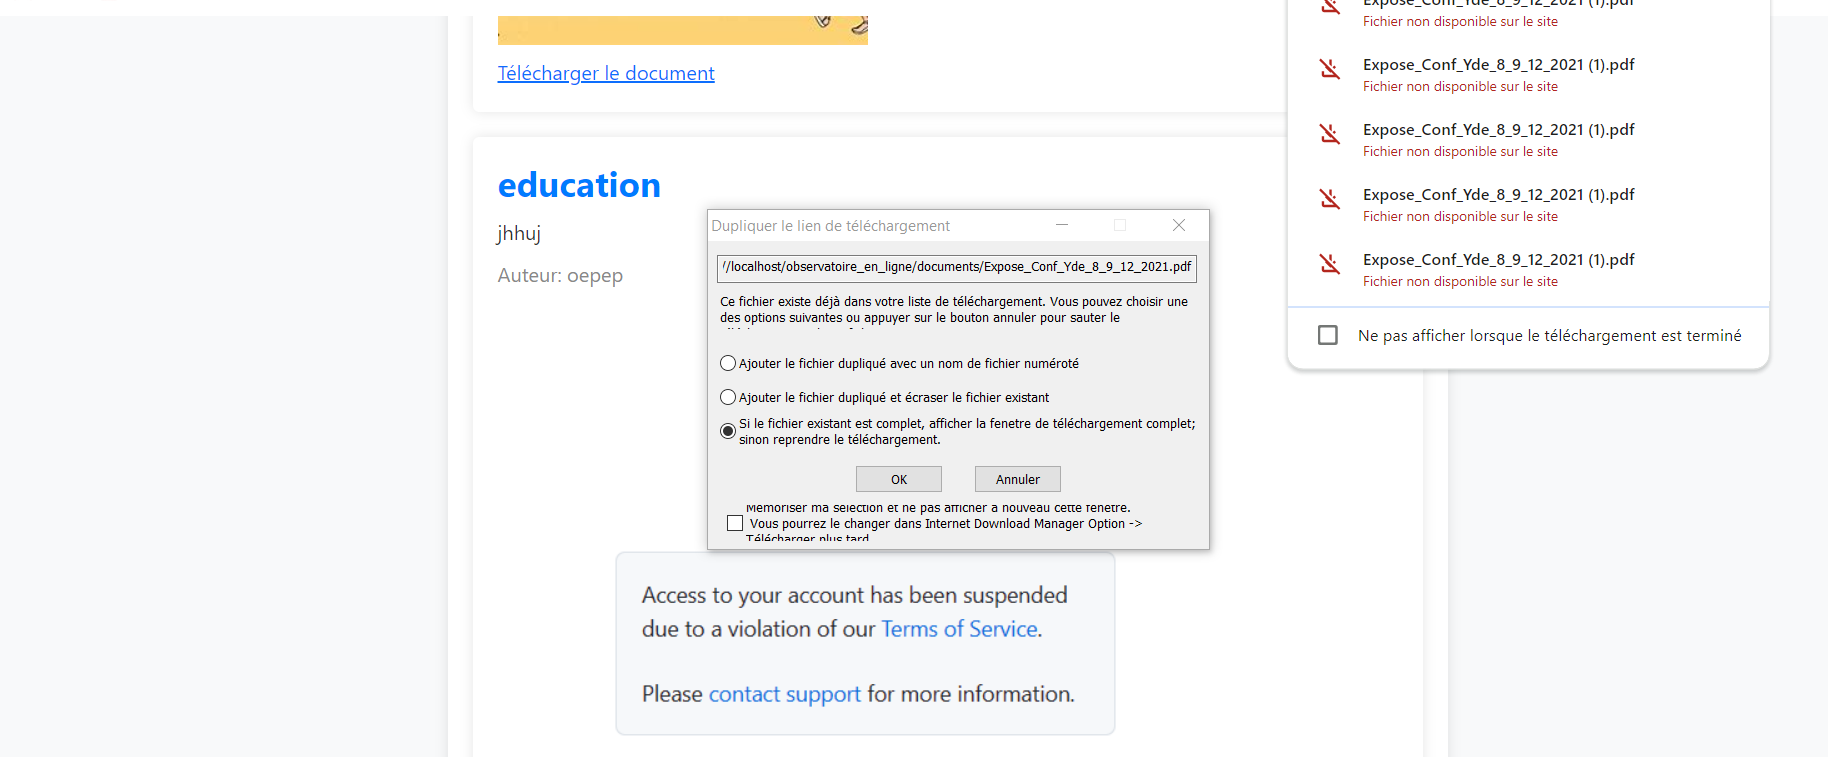 Télécharger le document
education
jhhuj
Auteur: oepep
Dupliquer le lien de téléchargement
//localhost/observatoire_en_ligne/documents/Expose_Conf_Yde_8_9_12_2021.pdf
Ce fichier existe déjà dans votre liste de téléchargement. Vous pouvez choisir une
des options suivantes ou appuyer sur le bouton annuler pour sauter le
Ajouter le fichier dupliqué avec un nom de fichier numéroté
Ajouter le fichier dupliqué et écraser le fichier existant
Si le fichier existant est complet, afficher la fenetre de téléchargement complet;
sinon reprendre le téléchargement.
OK
Annuler
Memoriser ma selection et ne pas afficher a nouveau cette fenetre.
Vous pourrez le changer dans Internet Download Manager Option ->
Télécharger plus tard
Access to your account has been suspended
due to a violation of our Terms of Service.
Please contact support for more information.
Expose_Conf_Yde_8_9_12_2021 (1).pdf
Fichier non disponible sur le site
Expose_Conf_Yde_8_9_12_2021 (1).pdf
Fichier non disponible sur le site
Expose_Conf_Yde_8_9_12_2021 (1).pdf
Fichier non disponible sur le site
Expose_Conf_Yde_8_9_12_2021 (1).pdf
Fichier non disponible sur le site
Expose_Conf_Yde_8_9_12_2021 (1).pdf
Fichier non disponible sur le site
Ne pas afficher lorsque le téléchargement est terminé